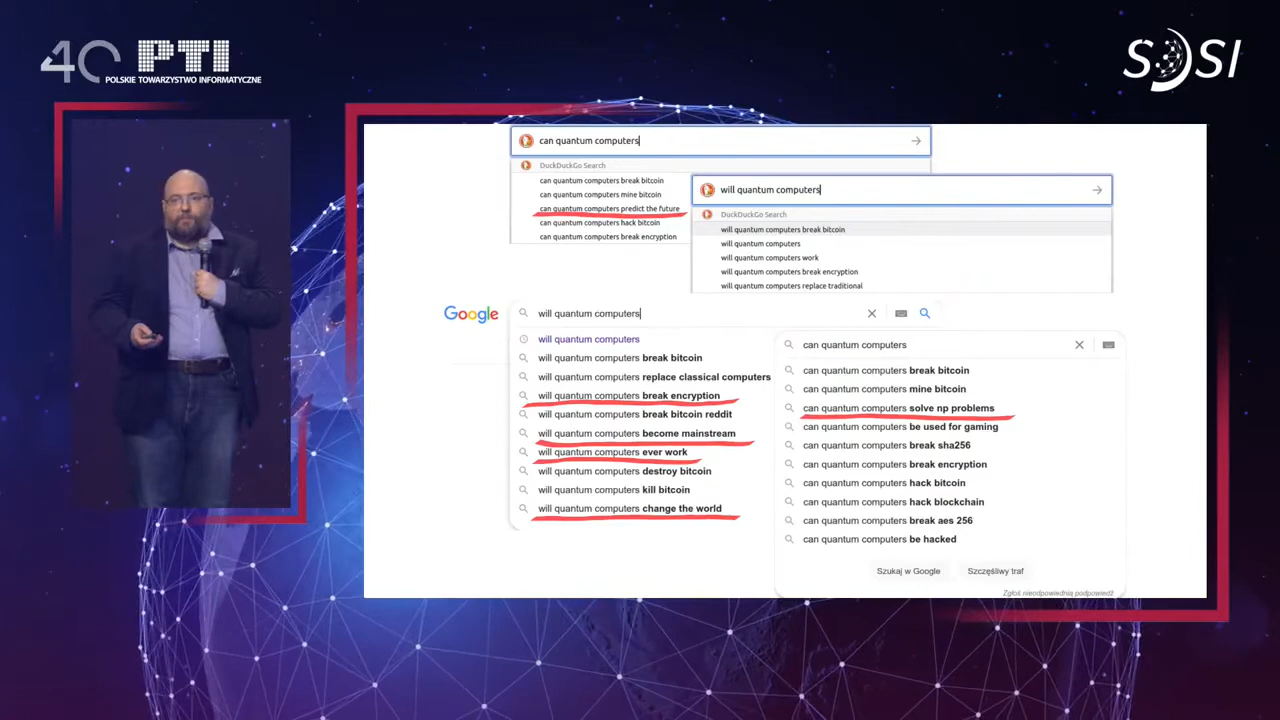 40 PTI
POLSKIE TOWARZYSTWO INFORMATYCZNE
SOSI
can quantum computers
DuckDuckGo Search
can quantum computers break bitcoin
can quantum computers mine bitcoin
can quantum computers predict the future
can quantum computers hack bitcoin
can quantum computers break encryption
will quantum computers
DuckDuckGo Search
will quantum computers break bitcoin
will quantum computers
will quantum computers work
will quantum computers break encryption
will quantum computers replace traditional
Google
will quantum computers
will quantum computers
will quantum computers break bitcoin
will quantum computers replace classical computers
will quantum computers break encryption
will quantum computers break bitcoin reddit
will quantum computers become mainstream
will quantum computers ever work
will quantum computers destroy bitcoin
will quantum computers kill bitcoin
will quantum computers change the world
can quantum computers
can quantum computers break bitcoin
can quantum computers mine bitcoin
can quantum computers solve np problems
can quantum computers be used for gaming
can quantum computers break sha256
can quantum computers break encryption
can quantum computers hack bitcoin
can quantum computers hack blockchain
can quantum computers break aes 256
can quantum computers be hacked
Szukaj w Google
Szczęśliwy traf
Zgłoś nieodpowiednią podpowiedź